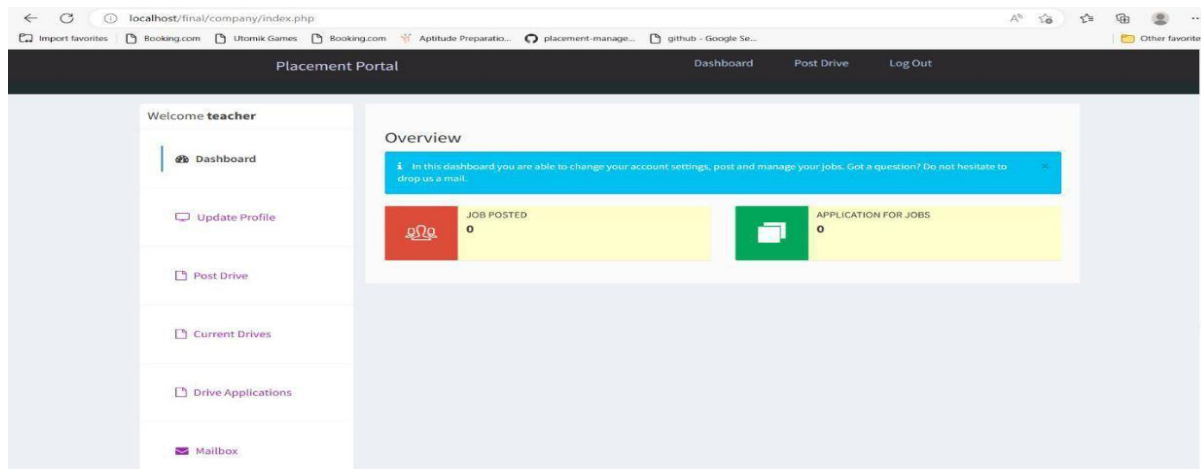 localhost/final/company/index.php
Import favorites Booking.com Utomik Games Booking.com Aptitude Preparatio... placement-manage... github - Google Se... Other favorite
Placement Portal Dashboard Post Drive Log Out
Welcome teacher
Dashboard
Update Profile
Post Drive
Current Drives
Drive Applications
Mailbox
Overview
In this dashboard you are able to change your account settings, post and manage your jobs. Got a question? Do not hesitate to
drop us a mail.
JOB POSTED
0
APPLICATION FOR JOBS
0